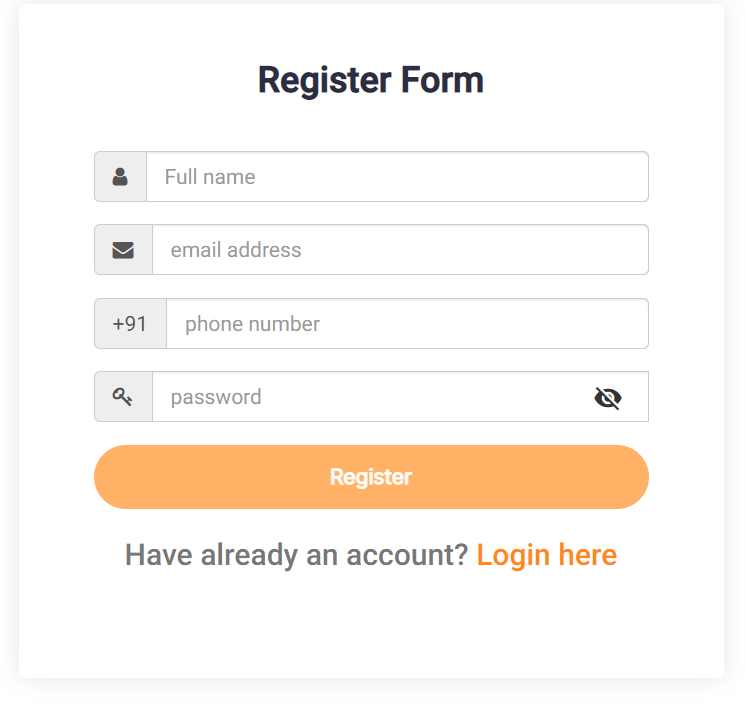 Register Form
Full name
email address
+91 phone number
password
Register
Have already an account? Login here